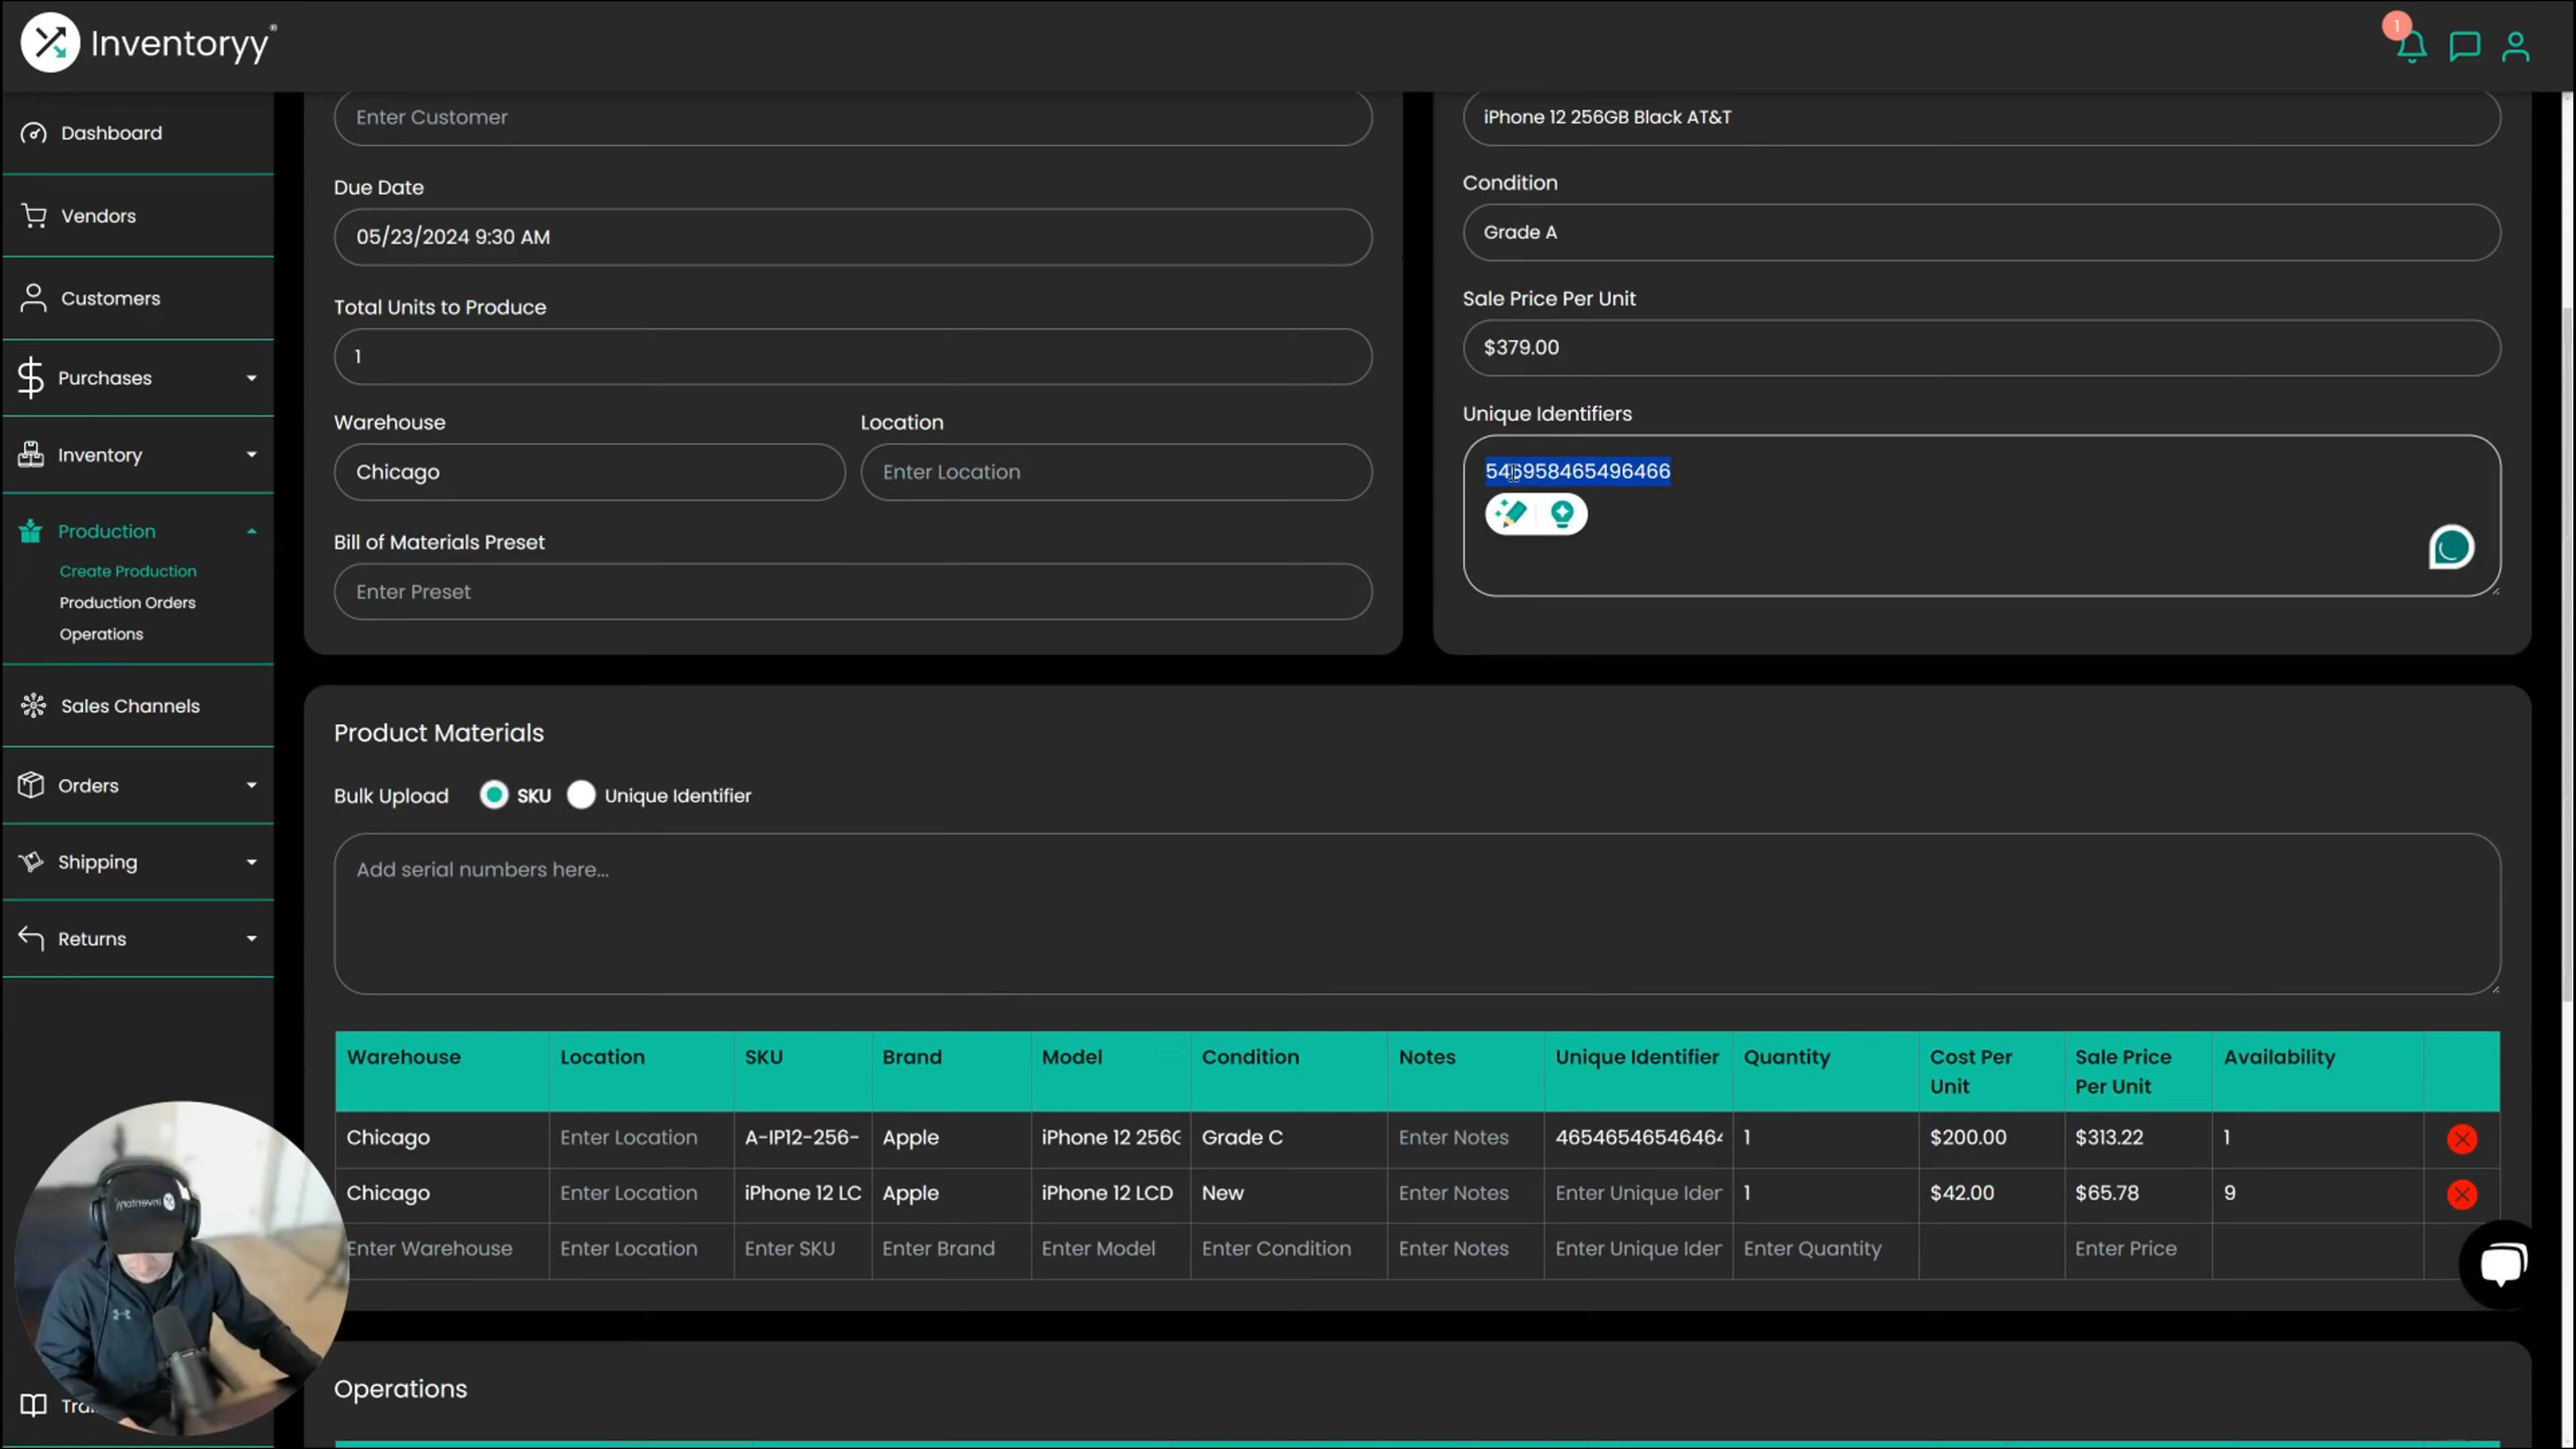 Inventoryy®
1
Dashboard
Vendors
Customers
Purchases
Inventory
Production
Create Production
Production Orders
Operations
Sales Channels
Orders
Shipping
Returns
Enter Customer
Due Date
05/23/2024 9:30 AM
Total Units to Produce
1
Warehouse Location
Chicago Enter Location
Bill of Materials Preset
Enter Preset
iPhone 12 256GB Black AT&T
Condition
Grade A
Sale Price Per Unit
$379.00
Unique Identifiers
Product Materials
Bulk Upload SKU Unique Identifier
Add serial numbers here...
Warehouse Location SKU Brand Model Condition Notes Unique Identifier Quantity Cost Per Unit Sale Price Per Unit Availability
Chicago Enter Location A-IP12-256- Apple iPhone 12 256 Grade C Enter Notes 1 $200.00 $313.22 1
Chicago Enter Location iPhone 12 LC Apple iPhone 12 LCD New Enter Notes Enter Unique Iden 1 $42.00 $65.78 9
Enter Warehouse Enter Location Enter SKU Enter Brand Enter Model Enter Condition Enter Notes Enter Unique Iden Enter Quantity Enter Price
Operations
inventoryy